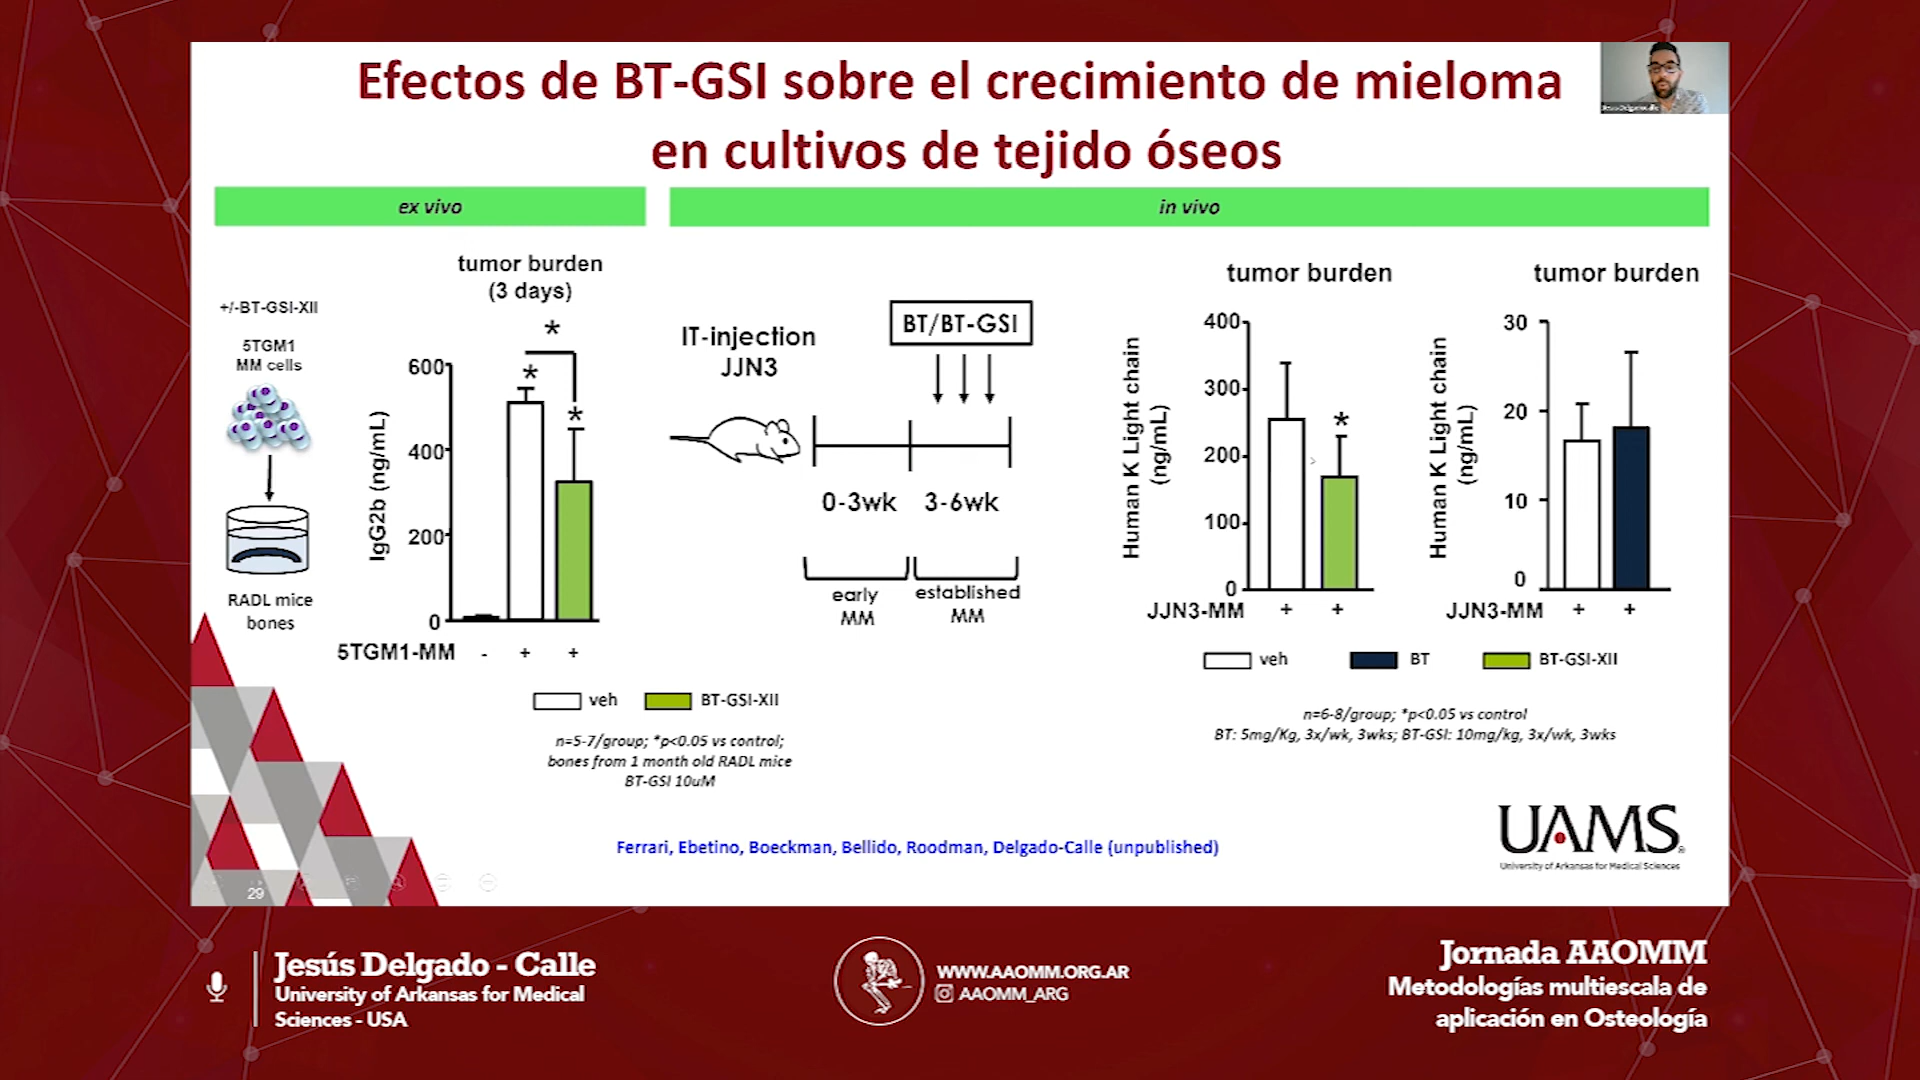 Efectos de BT-GSI sobre el crecimiento de mieloma
en cultivos de tejido óseos
ex vivo
in vivo
+/-BT-GSI-XII
5TGM1
MM cells
RADL mice
bones
tumor burden
(3 days)
*
*
*
IgG2b (ng/mL)
600
400
200
0
5TGM1-MM - + +
veh BT-GSI-XII
n=5-7/group; *p<0.05 vs control;
bones from 1 month old RADL mice
BT-GSI 10uM
IT-injection
JJN3
BT/BT-GSI
0-3wk 3-6wk
early
MM
established
MM
tumor burden
Human K Light chain
(ng/mL)
400
300
200
100
0
*
JJN3-MM + +
tumor burden
Human K Light chain
(ng/mL)
30
20
10
0
JJN3-MM + +
veh BT BT-GSI-XII
n=6-8/group; *p<0.05 vs control
BT: 5mg/Kg, 3x/wk, 3wks; BT-GSI: 10mg/kg, 3x/wk, 3wks
Ferrari, Ebetino, Boeckman, Bellido, Roodman, Delgado-Calle (unpublished)
UAMS
University of Arkansas for Medical Sciences
29
Jesús Delgado - Calle
University of Arkansas for Medical
Sciences - USA
WWW.AAOMM.ORG.AR
AAOMM_ARG
Jornada AAOMM
Metodologías multiescala de
aplicación en Osteología